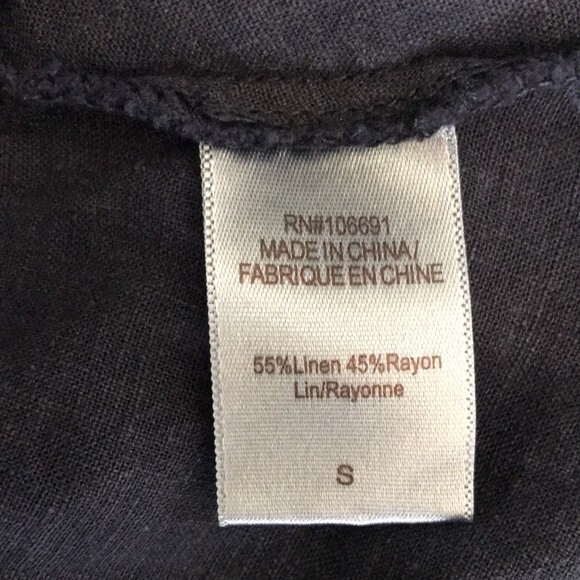 RN#106691
MADE IN CHINA/
FABRIQUE EN CHINE
55%Linen 45%Rayon
Lin/Rayonne
S